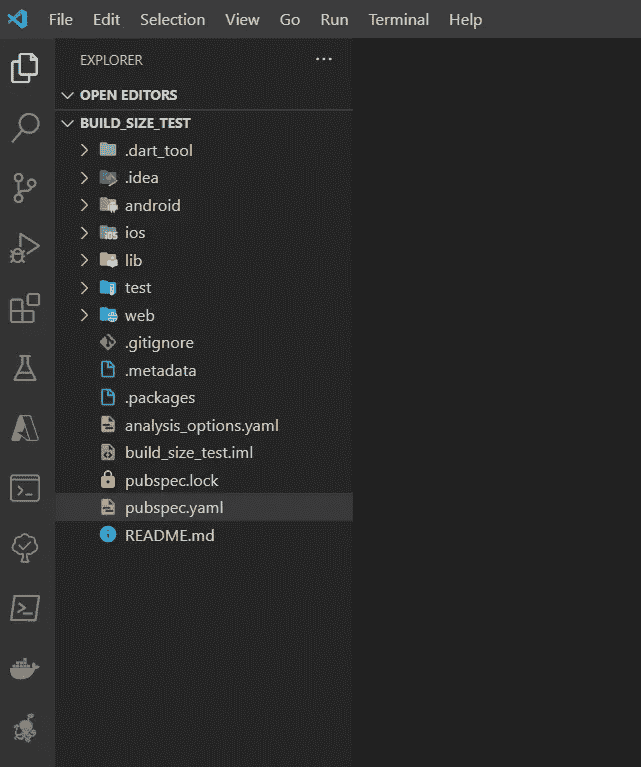 File Edit Selection View Go Run Terminal Help
EXPLORER ...
OPEN EDITORS
BUILD_SIZE_TEST
.dart_tool
.idea
android
ios
lib
test
web
.gitignore
.metadata
.packages
analysis_options.yaml
build_size_test.iml
pubspec.lock
pubspec.yaml
README.md